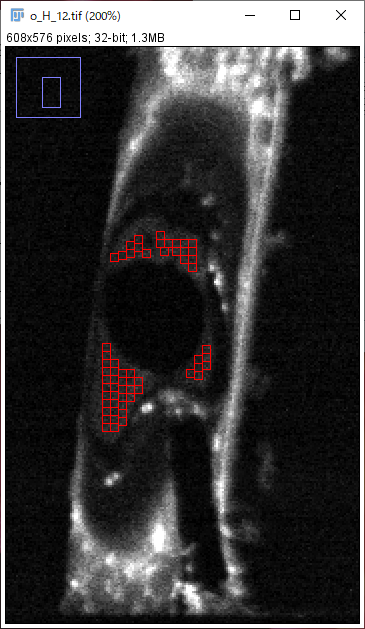 o_H_12.tif (200%)
608x576 pixels; 32-bit; 1.3MB